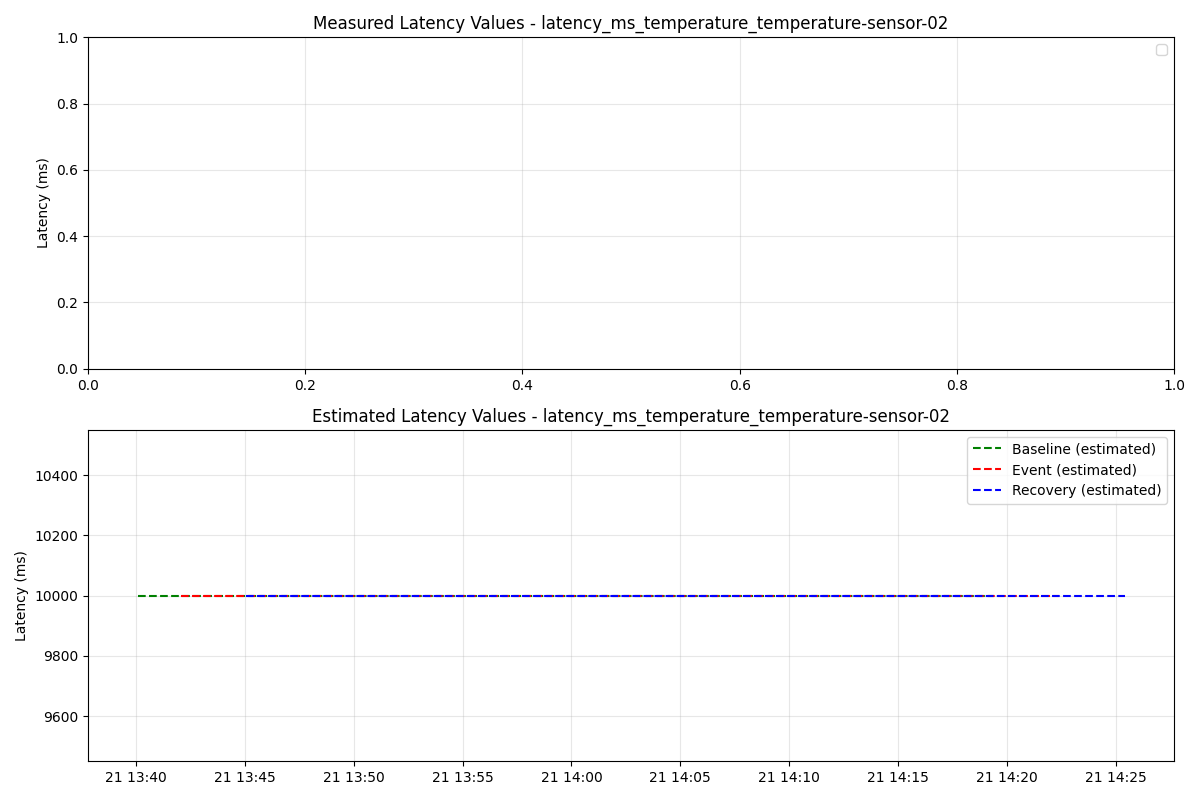 Measured Latency Values - latency_ms_temperature_temperature-sensor-02
1.0
0.8
0.6
0.4
0.2
0.0
Latency (ms)
0.0 0.2 0.4 0.6 0.8 1.0
Estimated Latency Values - latency_ms_temperature_temperature-sensor-02
10400
10200
10000
9800
9600
Latency (ms)
Baseline (estimated)
Event (estimated)
Recovery (estimated)
21 13:40 21 13:45 21 13:50 21 13:55 21 14:00 21 14:05 21 14:10 21 14:15 21 14:20 21 14:25